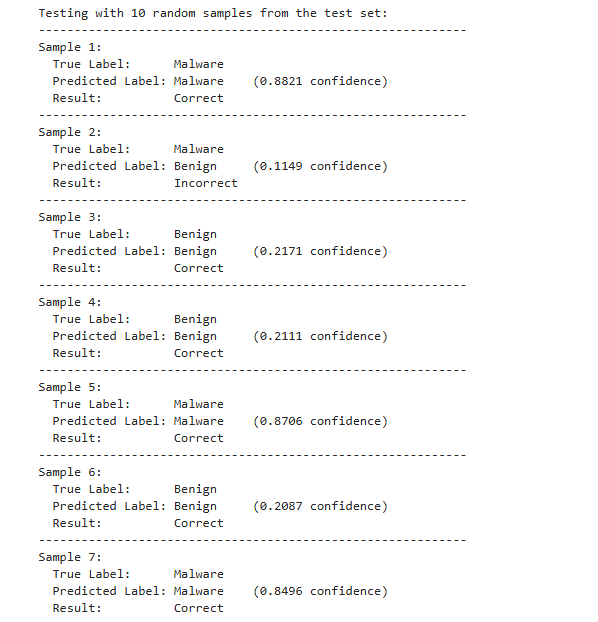 Testing with 10 random samples from the test set:
------------------------------------------------------------
Sample 1:
  True Label:      Malware
  Predicted Label: Malware    (0.8821 confidence)
  Result:          Correct
------------------------------------------------------------
Sample 2:
  True Label:      Malware
  Predicted Label: Benign     (0.1149 confidence)
  Result:          Incorrect
------------------------------------------------------------
Sample 3:
  True Label:      Benign
  Predicted Label: Benign     (0.2171 confidence)
  Result:          Correct
------------------------------------------------------------
Sample 4:
  True Label:      Benign
  Predicted Label: Benign     (0.2111 confidence)
  Result:          Correct
------------------------------------------------------------
Sample 5:
  True Label:      Malware
  Predicted Label: Malware    (0.8706 confidence)
  Result:          Correct
------------------------------------------------------------
Sample 6:
  True Label:      Benign
  Predicted Label: Benign     (0.2087 confidence)
  Result:          Correct
------------------------------------------------------------
Sample 7:
  True Label:      Malware
  Predicted Label: Malware    (0.8496 confidence)
  Result:          Correct